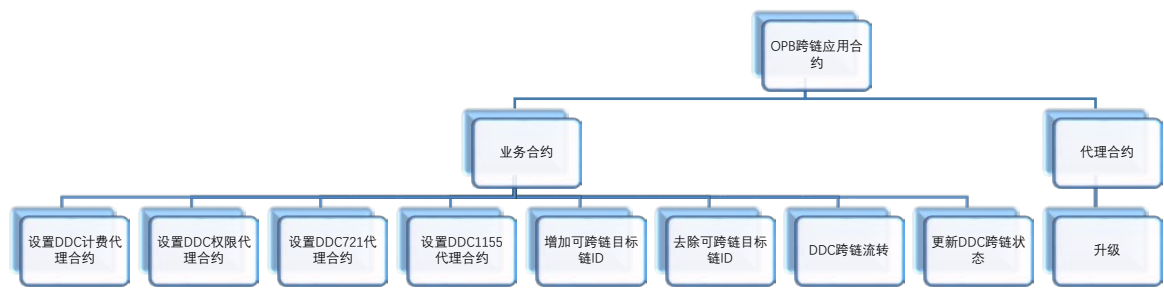 OPB跨链应用合
约
业务合约
代理合约
设置DDC计费代
理合约
设置DDC权限代
理合约
设置DDC721代
理合约
设置DDC1155
代理合约
增加可跨链目标
链ID
去除可跨链目标
链ID
DDC跨链流转
更新DDC跨链状
态
升级